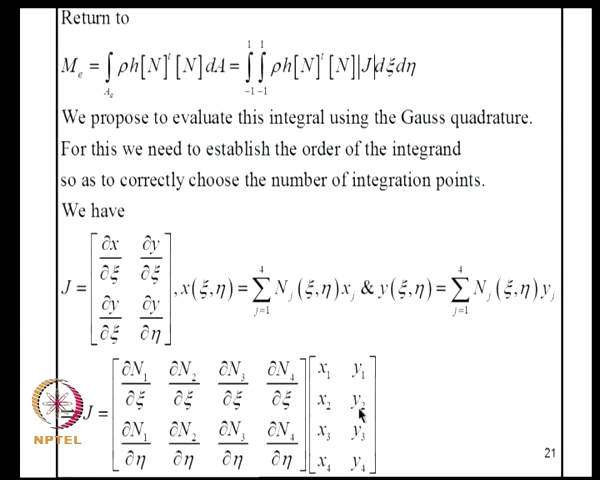 Return to
M_e = ∫_{A_e} ρh[N]^t [N] dA = ∫_{-1}^{1} ∫_{-1}^{1} ρh[N]^t [N] |J| dξdη
We propose to evaluate this integral using the Gauss quadrature.
For this we need to establish the order of the integrand
so as to correctly choose the number of integration points.
We have
J = [∂x/∂ξ ∂y/∂ξ; ∂y/∂ξ ∂y/∂η], x(ξ,η) = ∑_{j=1}^{4} N_j(ξ,η)x_j & y(ξ,η) = ∑_{j=1}^{4} N_j(ξ,η)y_j
⇒ J = [∂N_1/∂ξ ∂N_2/∂ξ ∂N_3/∂ξ ∂N_4/∂ξ; ∂N_1/∂η ∂N_2/∂η ∂N_3/∂η ∂N_4/∂η] [x_1 y_1; x_2 y_2; x_3 y_3; x_4 y_4]
NPTEL
21